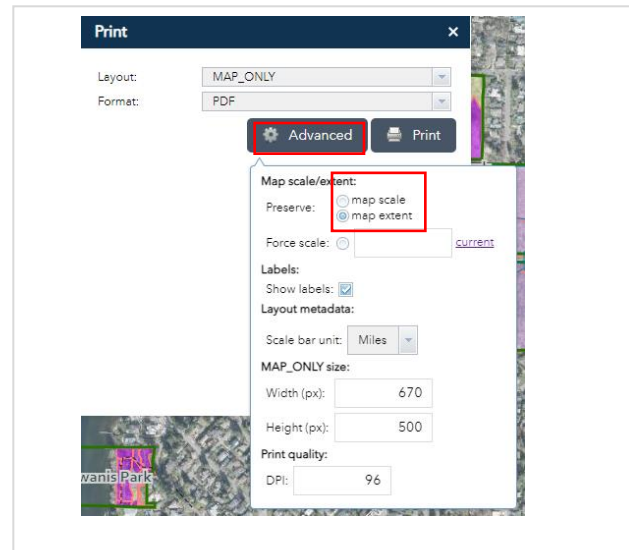 Print ×
Layout: MAP_ONLY
Format: PDF
Advanced Print
Map scale/extent:
Preserve: map scale
map extent
Force scale: current
Labels:
Show labels:
Layout metadata:
Scale bar unit: Miles
MAP_ONLY size:
Width (px): 670
Height (px): 500
Print quality:
DPI: 96
wanis Park